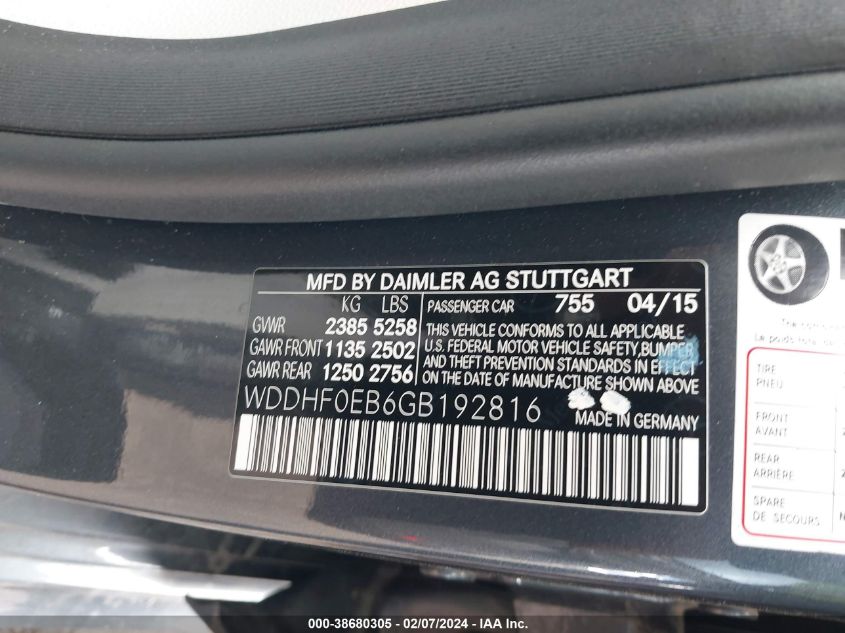 MFD BY DAIMLER AG STUTTGART
KG LBS
GVWR 2385 5258
GAWR FRONT 1135 2502
GAWR REAR 1250 2756
PASSENGER CAR 755 04/15
THIS VEHICLE CONFORMS TO ALL APPLICABLE
U.S. FEDERAL MOTOR VEHICLE SAFETY, BUMPER
AND THEFT PREVENTION STANDARDS IN EFFECT
ON THE DATE OF MANUFACTURE SHOWN ABOVE
WDDHF0EB6GB192816
MADE IN GERMANY
TIRE
PNEU
FRONT
AVANT
REAR
ARRIÈRE
SPARE
DE SECOURS
000-38680305 - 02/07/2024 - IAA Inc.